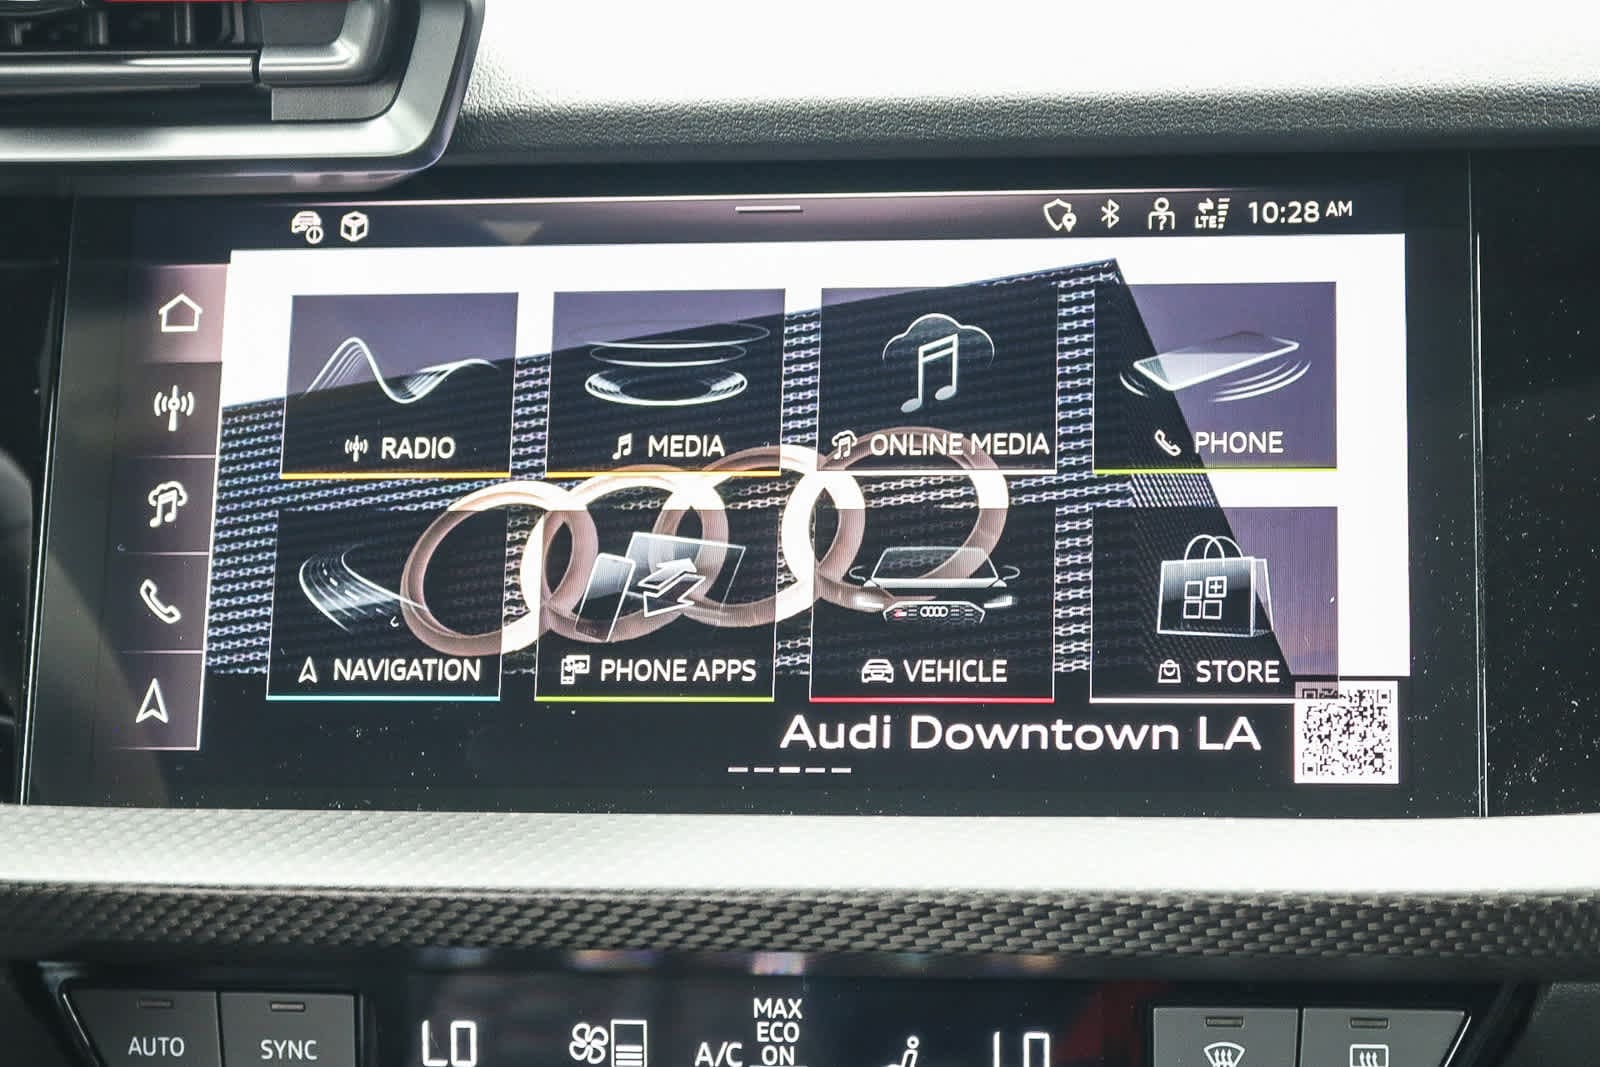 LTE 10:28 AM
RADIO
MEDIA
ONLINE MEDIA
PHONE
NAVIGATION
PHONE APPS
VEHICLE
STORE
Audi Downtown LA
AUTO
SYNC
LO
A/C
MAX
ECO
ON
LO